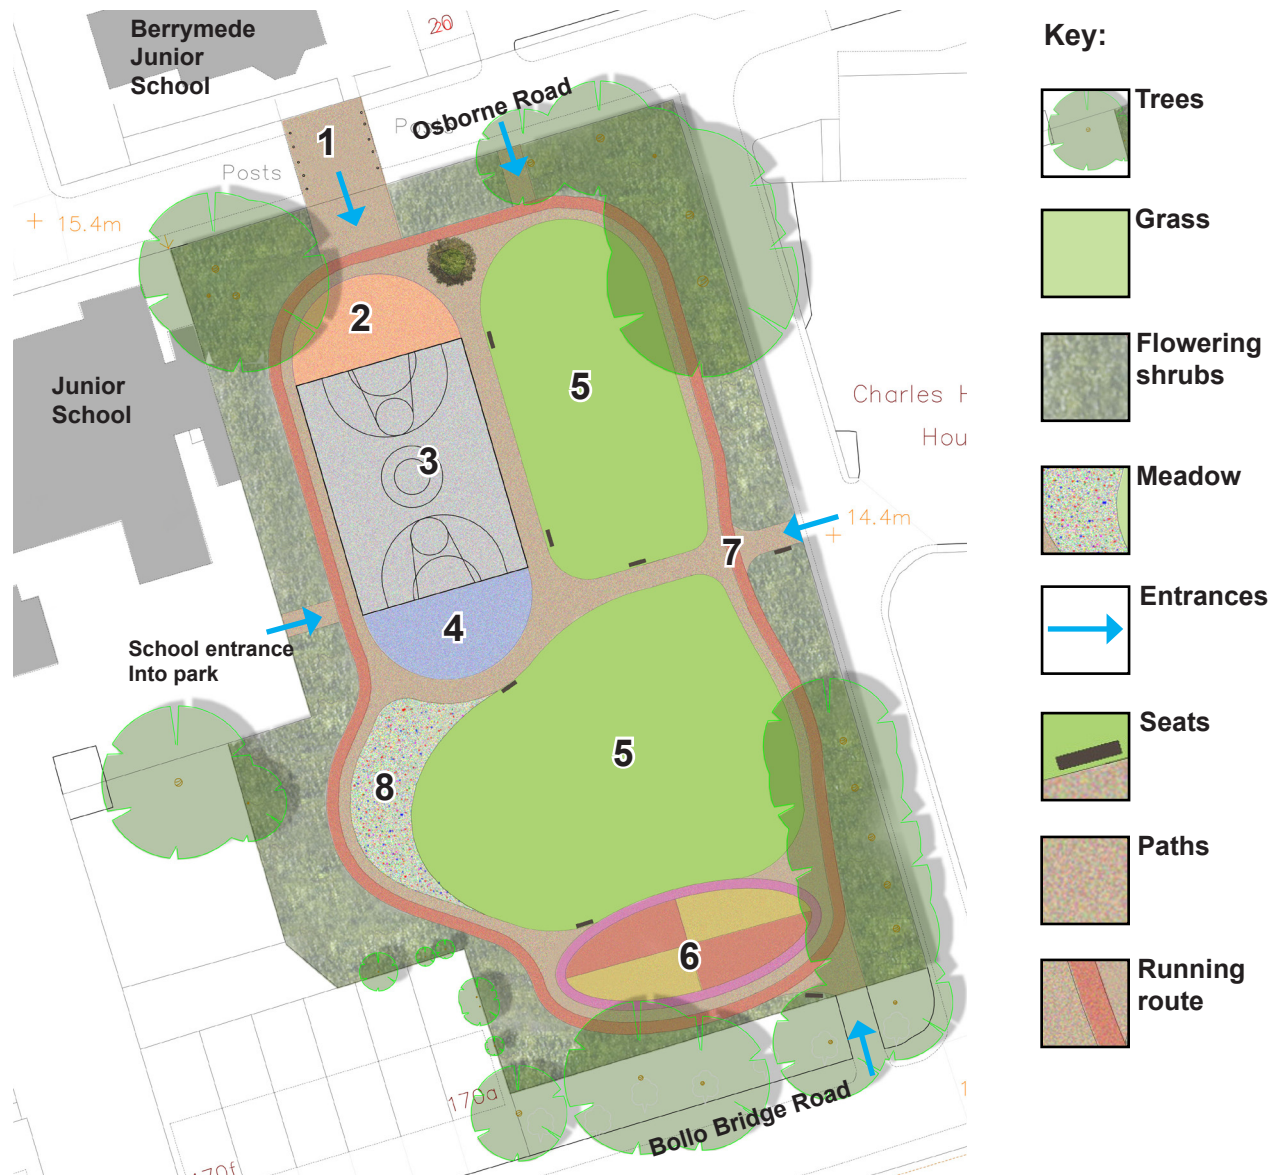 Berrymede
Junior
School
20
Key:
Trees
Osborne Road
1
Posts
15.4m
Grass
2
Flowering
shrubs
Junior
School
5
Charles H
Hou
3
Meadow
14.4m
7
Entrances
4
School entrance
Into park
Seats
5
8
Paths
6
Running
route
170a
Bollo Bridge Road
170f